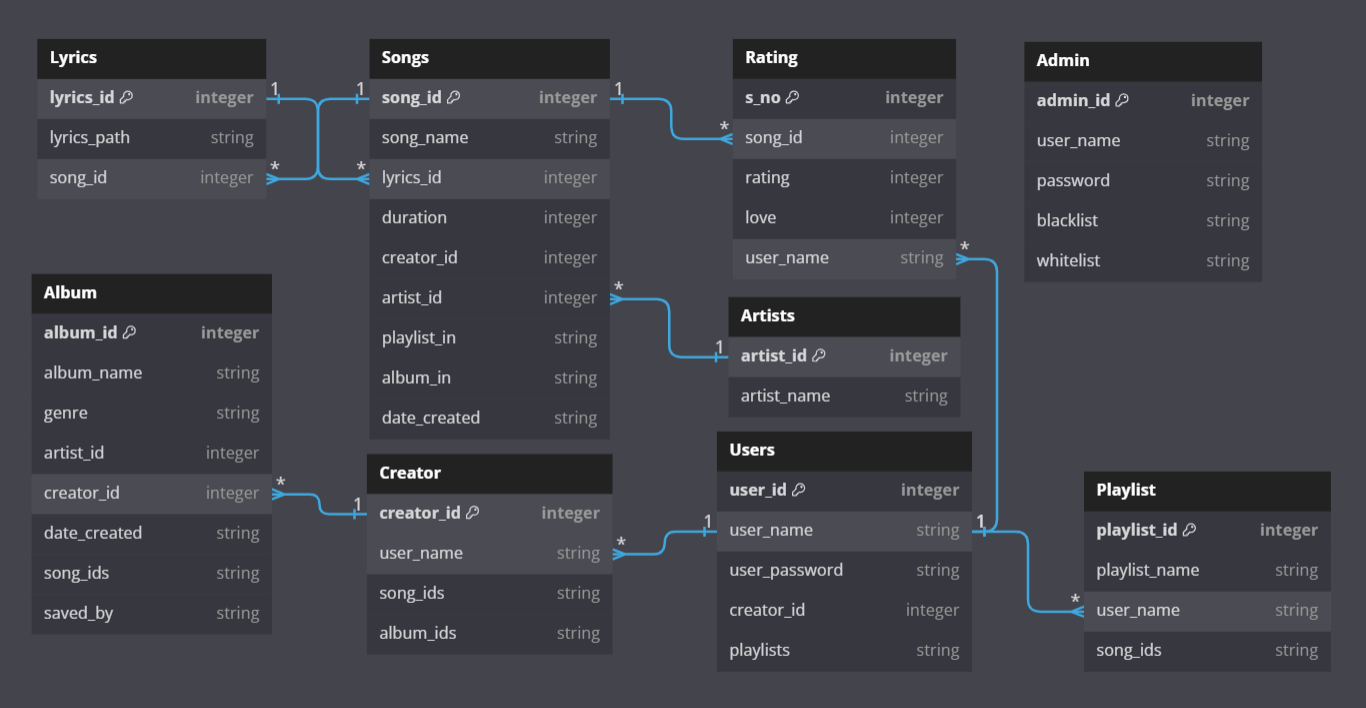 Lyrics
lyrics_id integer
lyrics_path string
song_id integer
1
*
Songs
song_id integer
song_name string
lyrics_id integer
duration integer
creator_id integer
artist_id integer
playlist_in string
album_in string
date_created string
1
*
1
*
Rating
s_no integer
song_id integer
rating integer
love integer
user_name string
*
*
Admin
admin_id integer
user_name string
password string
blacklist string
whitelist string
Album
album_id integer
album_name string
genre string
artist_id integer
creator_id integer
date_created string
song_ids string
saved_by string
*
Artists
artist_id integer
artist_name string
1
Creator
creator_id integer
user_name string
song_ids string
album_ids string
1
*
Users
user_id integer
user_name string
user_password string
creator_id integer
playlists string
1
1
Playlist
playlist_id integer
playlist_name string
user_name string
song_ids string
*